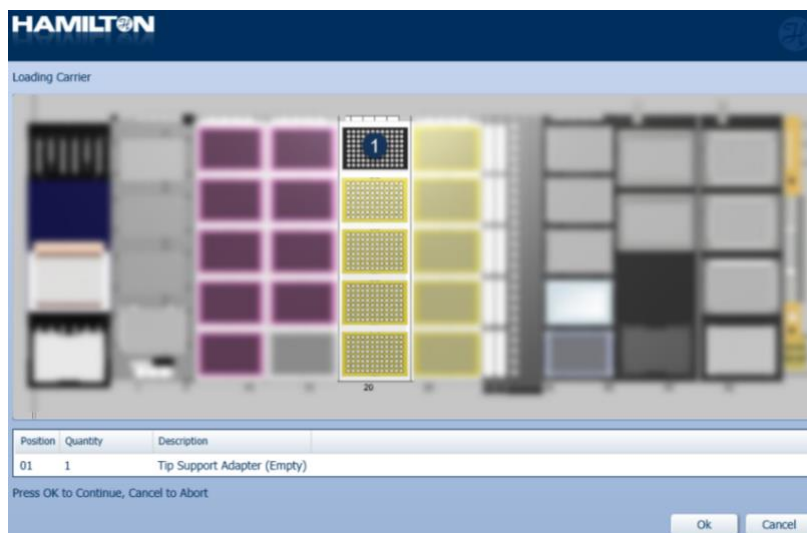 HAMILTON
Loading Carrier
1
20
Position Quantity Description
01 1 Tip Support Adapter (Empty)
Press OK to Continue, Cancel to Abort
Ok Cancel